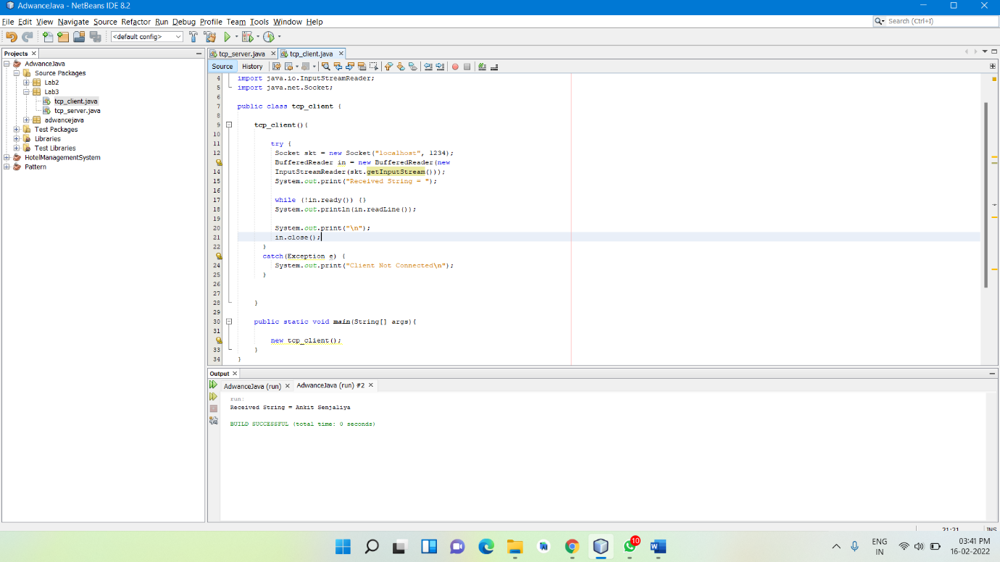 AdwanceJava - NetBeans IDE 8.2
File Edit View Navigate Source Refactor Run Debug Profile Team Tools Window Help
Search (Ctrl+I)
<default config>
Projects
AdwanceJava
Source Packages
Lab2
Lab3
tcp_client.java
tcp_server.java
adwancejava
Test Packages
Libraries
Test Libraries
HotelManagementSystem
Pattern
tcp_server.java tcp_client.java
Source History
4 import java.io.InputStreamReader;
5 import java.net.Socket;
6
7 public class tcp_client {
8
9 tcp_client(){
10
11 try {
12 Socket skt = new Socket("localhost", 1234);
BufferedReader in = new BufferedReader(new
14 InputStreamReader(skt.getInputStream()));
15 System.out.print("Received String = ");
16
17 while (!in.ready()) {}
18 System.out.println(in.readLine());
19
20 System.out.print("\n");
21 in.close();
22 }
catch(Exception e) {
24 System.out.print("Client Not Connected\n");
25 }
26
27
28 }
29
30 public static void main(String[] args){
31
new tcp_client();
33 }
34 }
Output
AdwanceJava (run) AdwanceJava (run) #2
run:
Received String = Ankit Senjaliya
BUILD SUCCESSFUL (total time: 0 seconds)
21:21 INS
10
ENG
IN
03:41 PM
16-02-2022